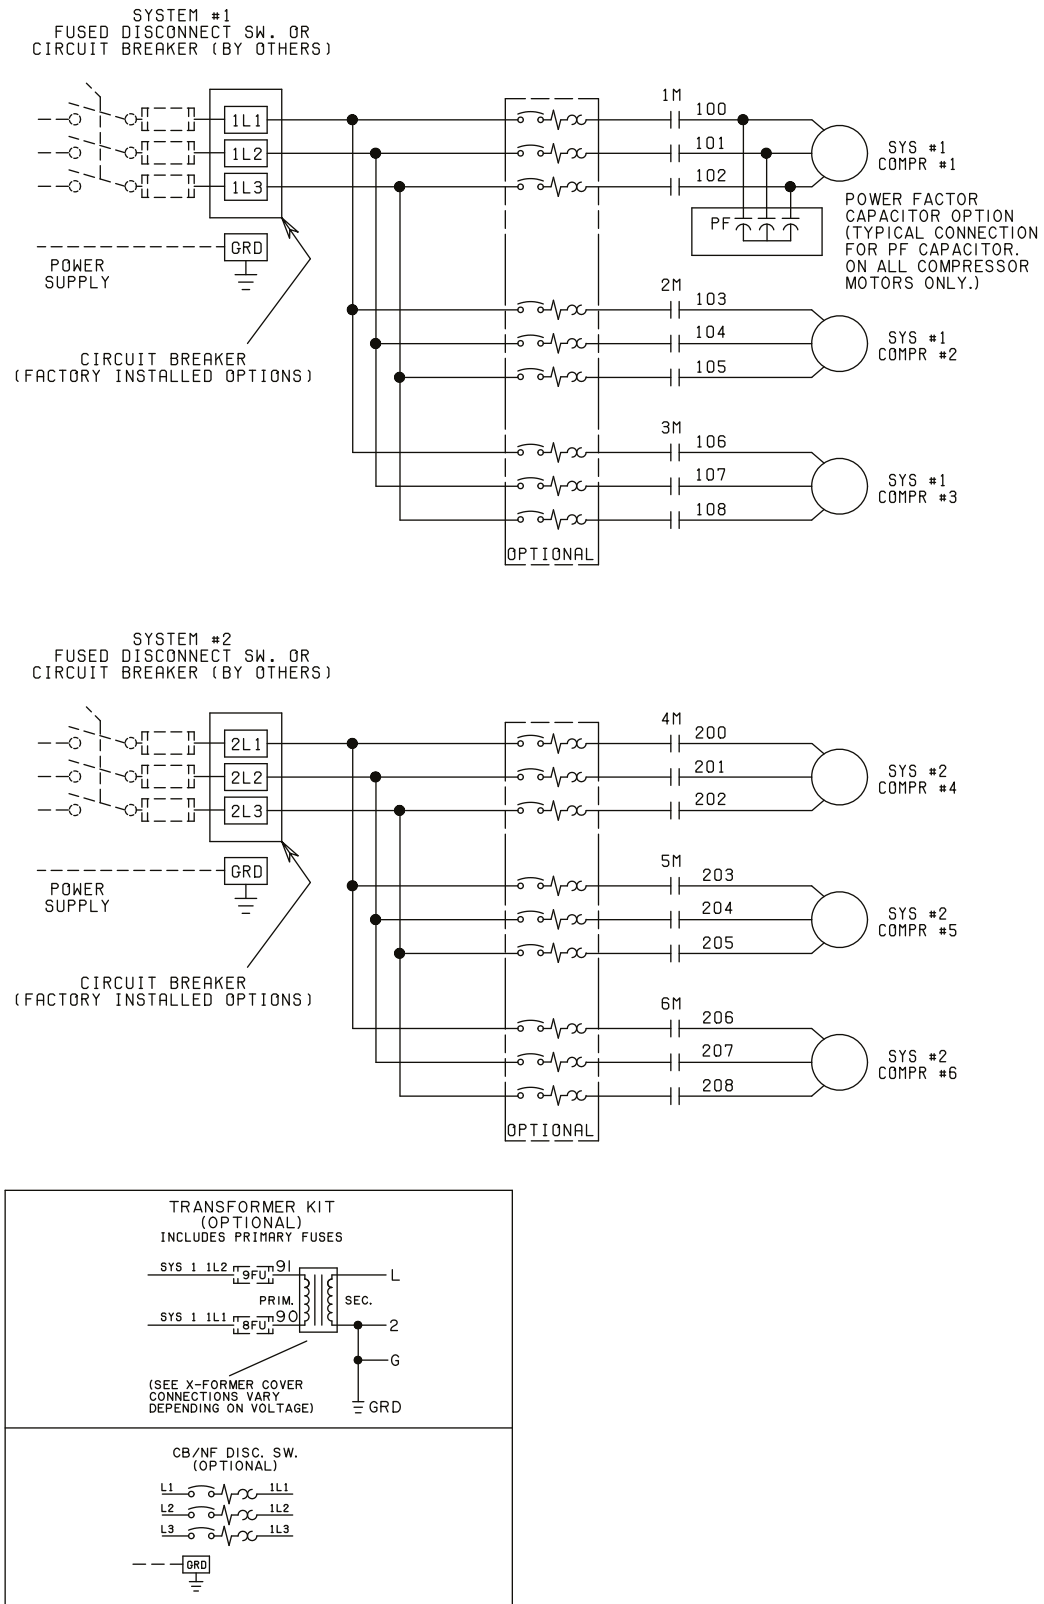 SYSTEM #1
FUSED DISCONNECT SW. OR
CIRCUIT BREAKER (BY OTHERS)
1L1
1L2
1L3
GRD
POWER
SUPPLY
CIRCUIT BREAKER
(FACTORY INSTALLED OPTIONS)
1M
100
101
102
SYS #1
COMPR #1
PF
POWER FACTOR
CAPACITOR OPTION
(TYPICAL CONNECTION
FOR PF CAPACITOR.
ON ALL COMPRESSOR
MOTORS ONLY.)
2M
103
104
105
SYS #1
COMPR #2
3M
106
107
108
SYS #1
COMPR #3
OPTIONAL
SYSTEM #2
FUSED DISCONNECT SW. OR
CIRCUIT BREAKER (BY OTHERS)
2L1
2L2
2L3
GRD
POWER
SUPPLY
CIRCUIT BREAKER
(FACTORY INSTALLED OPTIONS)
4M
200
201
202
SYS #2
COMPR #4
5M
203
204
205
SYS #2
COMPR #5
6M
206
207
208
SYS #2
COMPR #6
OPTIONAL
TRANSFORMER KIT
(OPTIONAL)
INCLUDES PRIMARY FUSES
SYS 1 1L2
9FU
91
L
PRIM.
SEC.
SYS 1 1L1
8FU
90
2
G
GRD
(SEE X-FORMER COVER
CONNECTIONS VARY
DEPENDING ON VOLTAGE)
CB/NF DISC. SW.
(OPTIONAL)
L1 1L1
L2 1L2
L3 1L3
GRD